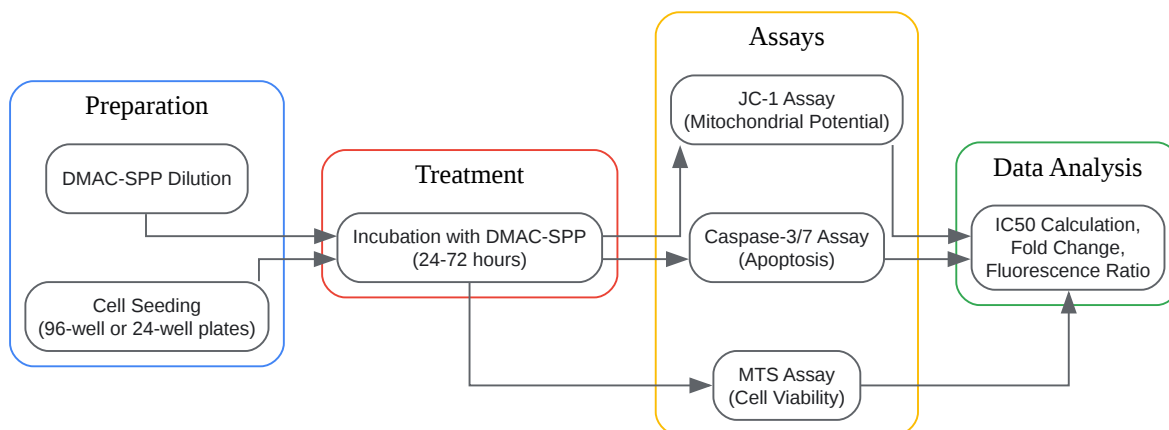 Preparation
DMAC-SPP Dilution
Cell Seeding
(96-well or 24-well plates)
Treatment
Incubation with DMAC-SPP
(24-72 hours)
Assays
JC-1 Assay
(Mitochondrial Potential)
Caspase-3/7 Assay
(Apoptosis)
MTS Assay
(Cell Viability)
Data Analysis
IC50 Calculation,
Fold Change,
Fluorescence Ratio